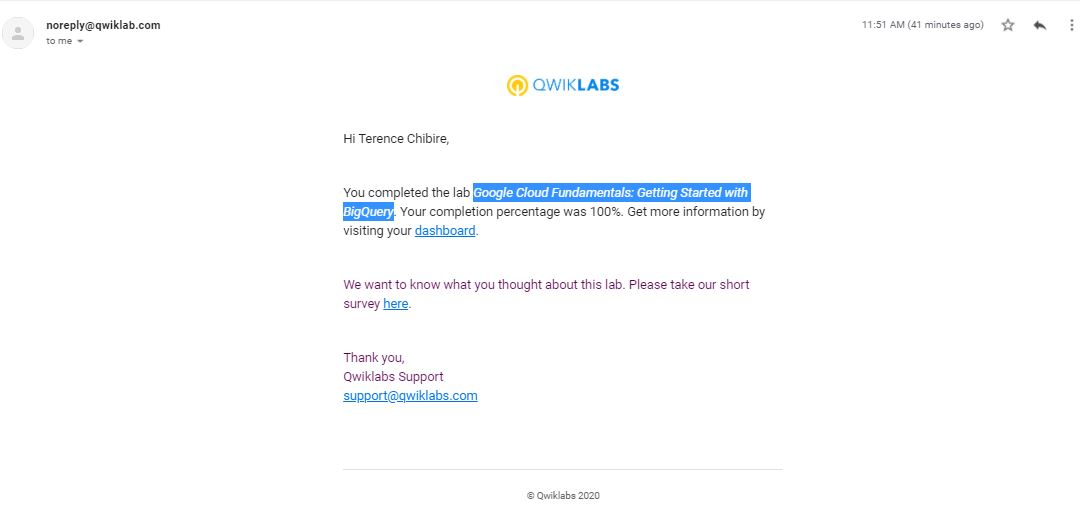 noreply@qwiklab.com
11:51 AM (41 minutes ago)
to me
QWIKLABS
Hi Terence Chibire,
You completed the lab Google Cloud Fundamentals: Getting Started with
BigQuery. Your completion percentage was 100%. Get more information by
visiting your dashboard.
We want to know what you thought about this lab. Please take our short
survey here.
Thank you,
Qwiklabs Support
support@qwiklabs.com
© Qwiklabs 2020